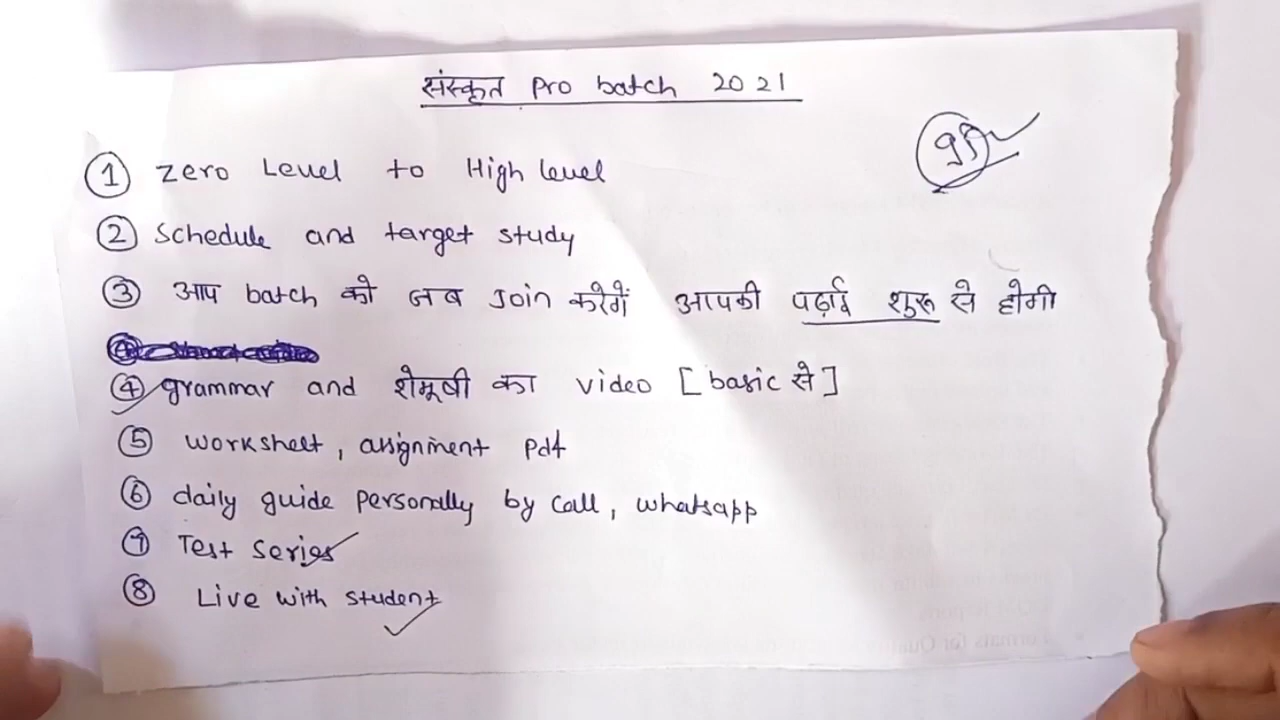 संस्कृत Pro batch 2021
① Zero Level to High level
② Schedule and target study
③ आप batch को जब Join करेगें आपकी पढ़ाई शुरू से होगी
④ grammar and शेमूषी का video [basic से]
⑤ worksheet, assignment pdf
⑥ daily guide personally by call, whatsapp
⑦ Test Series
⑧ Live with student